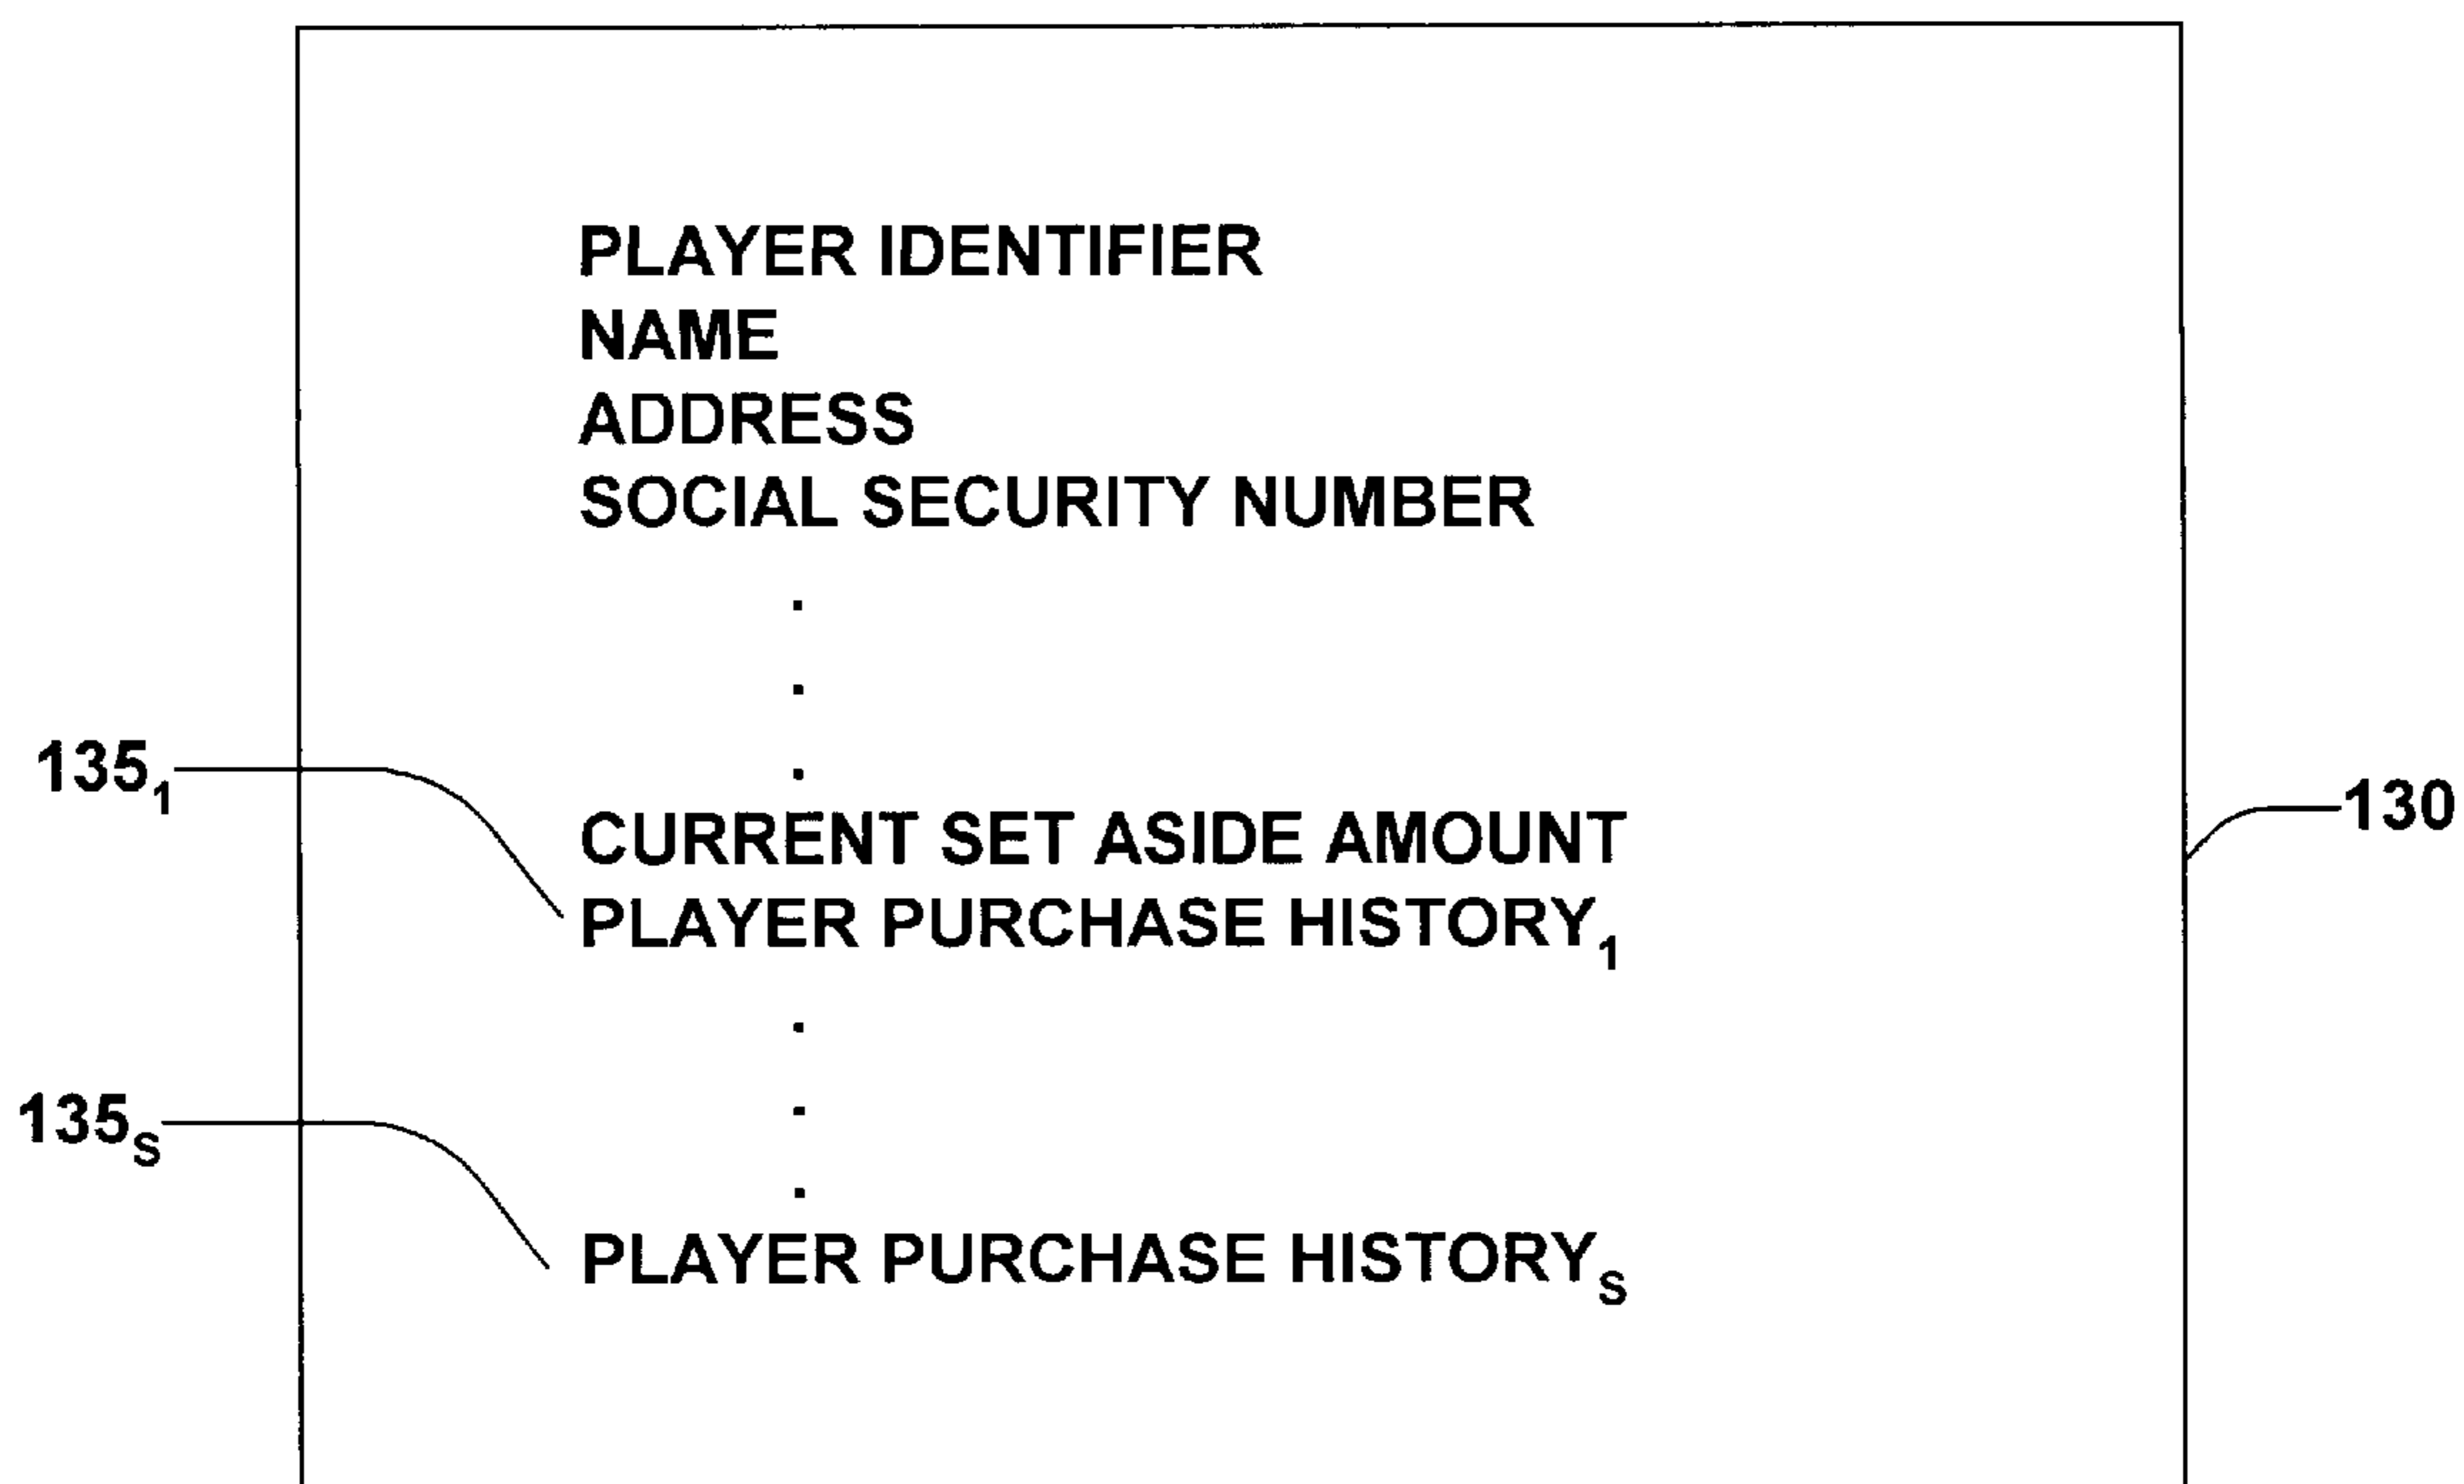 PLAYER IDENTIFIER
NAME
ADDRESS
SOCIAL SECURITY NUMBER
.
.
.
135₁
CURRENT SET ASIDE AMOUNT
130
PLAYER PURCHASE HISTORY₁
.
.
.
135ₛ
PLAYER PURCHASE HISTORYₛ